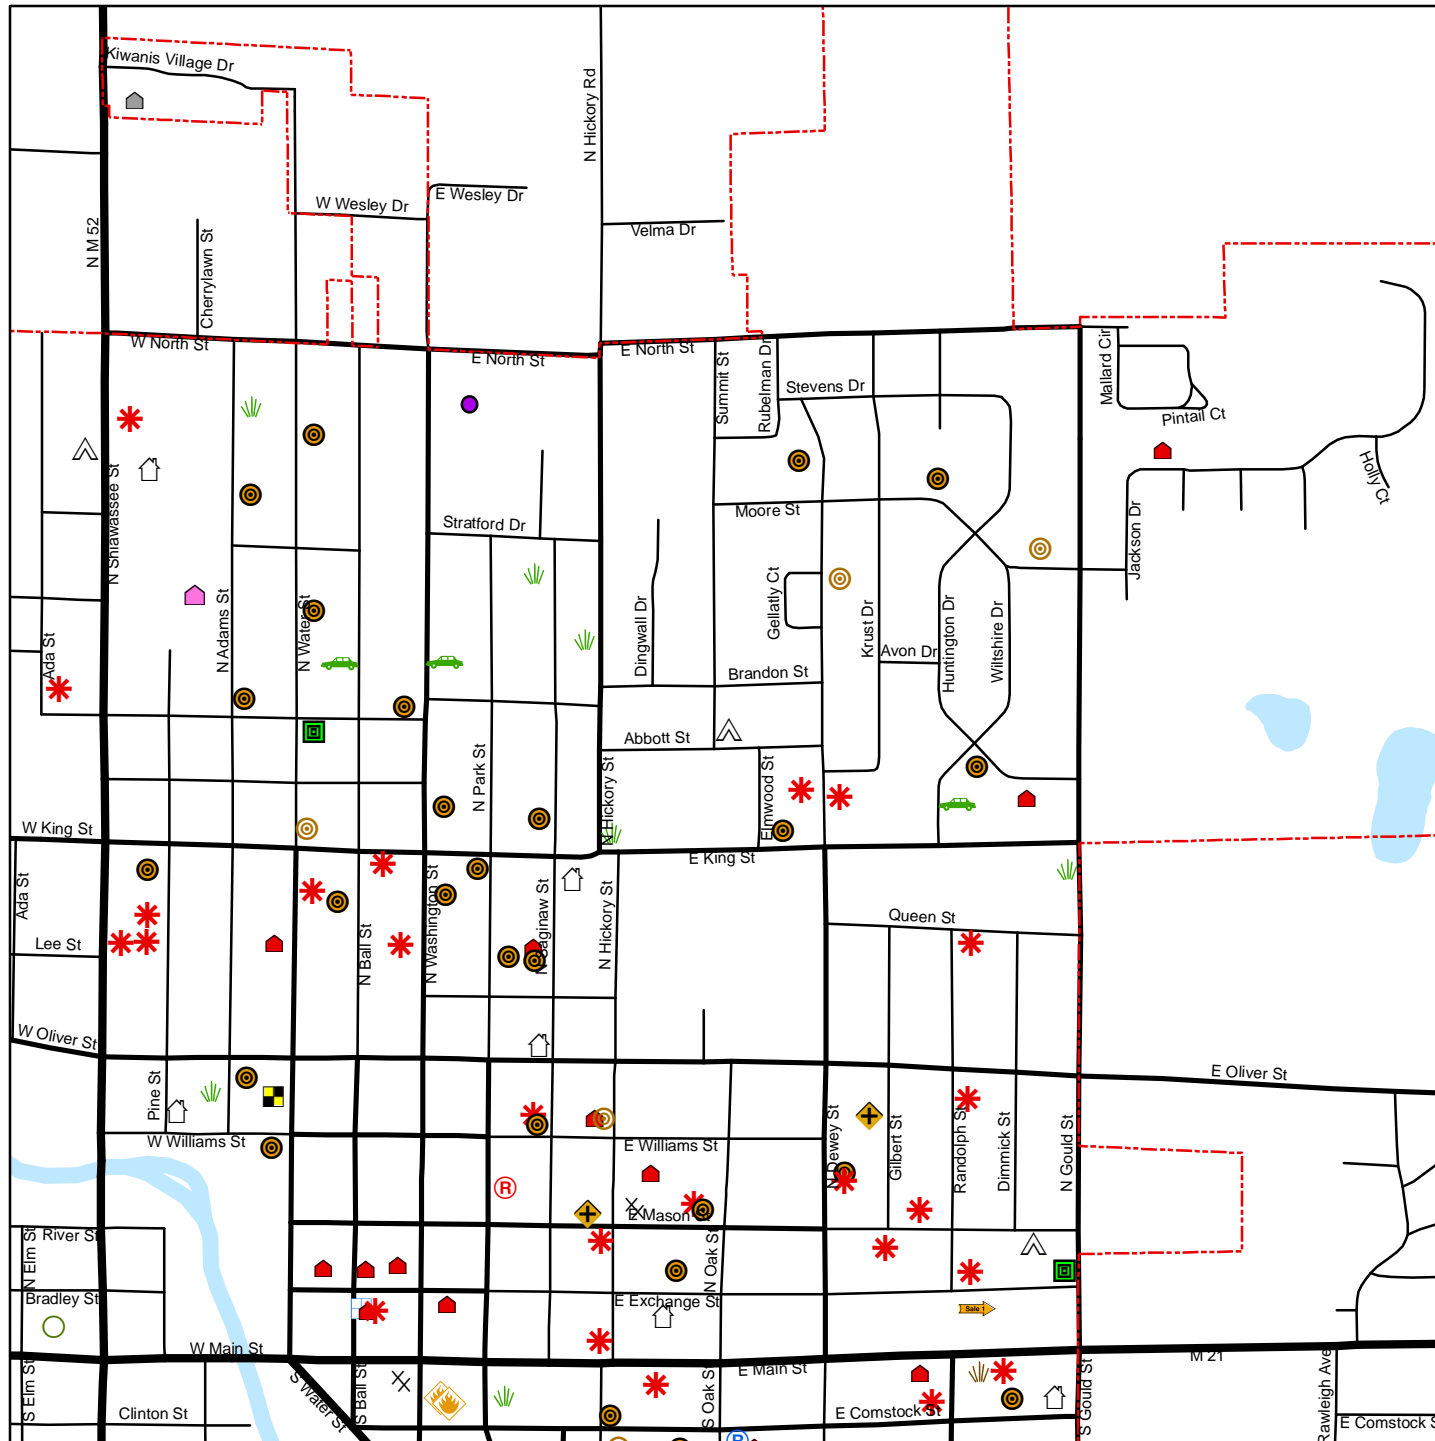 Kiwanis Village Dr
N Hickory Rd
W Wesley Dr
E Wesley Dr
N M 52
Cherrylawn St
Velma Dr
W North St
E North St
E North St
Summit St
Rubelman Dr
Stevens Dr
Mallard Cir
Pintail Ct
Holly Ct
N Shiawassee St
Stratford Dr
Moore St
Jackson Dr
Ada St
N Adams St
N Water St
Dingwall Dr
Gellatly Ct
Krust Dr
Avon Dr
Huntington Dr
Wiltshire Dr
Brandon St
Abbott St
N Park St
N Hickory St
Elmwood St
W King St
E King St
Ada St
Lee St
N Ball St
N Washington St
N Saginaw St
N Hickory St
Queen St
W Oliver St
E Oliver St
Pine St
W Williams St
E Williams St
N Dewey St
Gilbert St
Randolph St
Dimmick St
N Gould St
R
E Mason St
River St
N Elm St
N Oak St
Bradley St
E Exchange St
Sale 1
W Main St
E Main St
M 21
S Elm St
Clinton St
S Water St
S Ball St
S Oak St
E Comstock St
S Gould St
Rawleigh Ave
E Comstock S
R